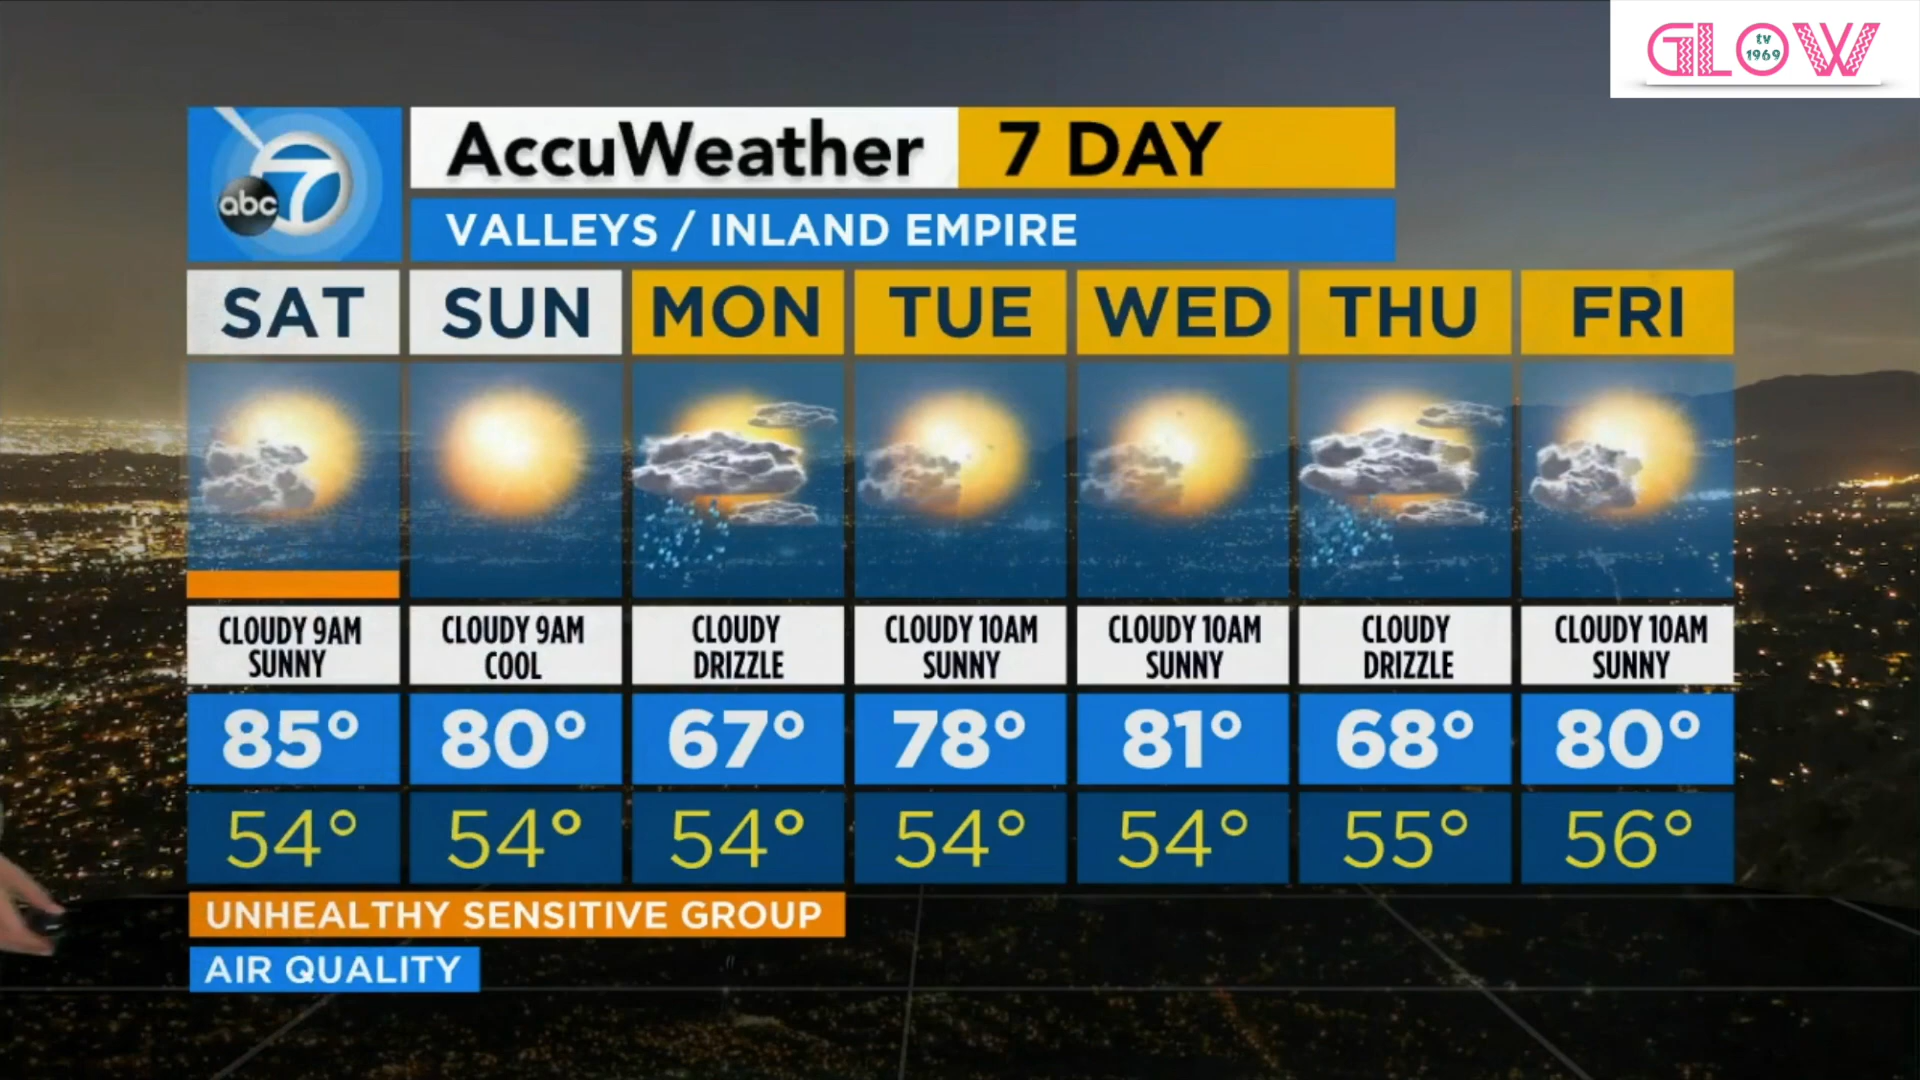 GLOW
tv
1969
abc 7
AccuWeather 7 DAY
VALLEYS / INLAND EMPIRE
SAT SUN MON TUE WED THU FRI
CLOUDY 9AM CLOUDY 9AM CLOUDY CLOUDY 10AM CLOUDY 10AM CLOUDY CLOUDY 10AM
SUNNY COOL DRIZZLE SUNNY SUNNY DRIZZLE SUNNY
85° 80° 67° 78° 81° 68° 80°
54° 54° 54° 54° 54° 55° 56°
UNHEALTHY SENSITIVE GROUP
AIR QUALITY